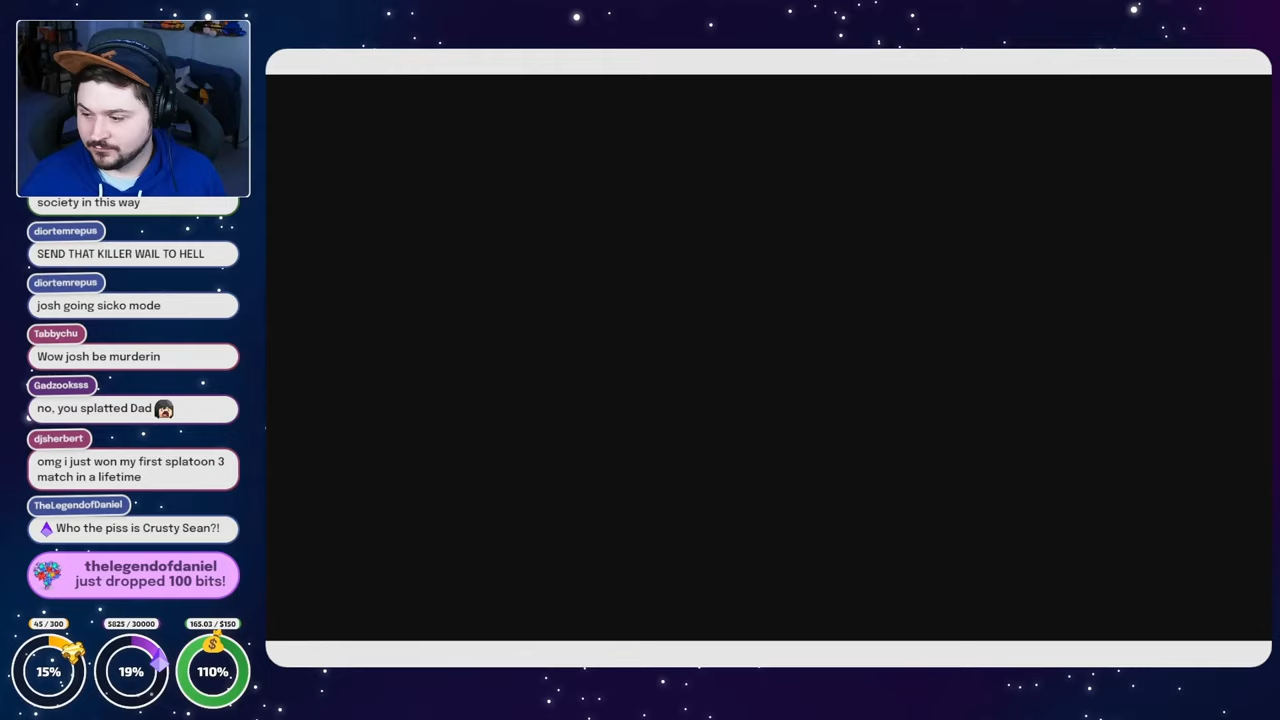 society in this way
diortemrepus
SEND THAT KILLER WAIL TO HELL
diortemrepus
josh going sicko mode
Tabbychu
Wow josh be murderin
Gadzooksss
no, you splatted Dad
djsherbert
omg i just won my first splatoon 3
match in a lifetime
TheLegendofDaniel
Who the piss is Crusty Sean?!
thelegendofdaniel
just dropped 100 bits!
45 / 300
5825 / 30000
165.03 / $150
15%
19%
110%